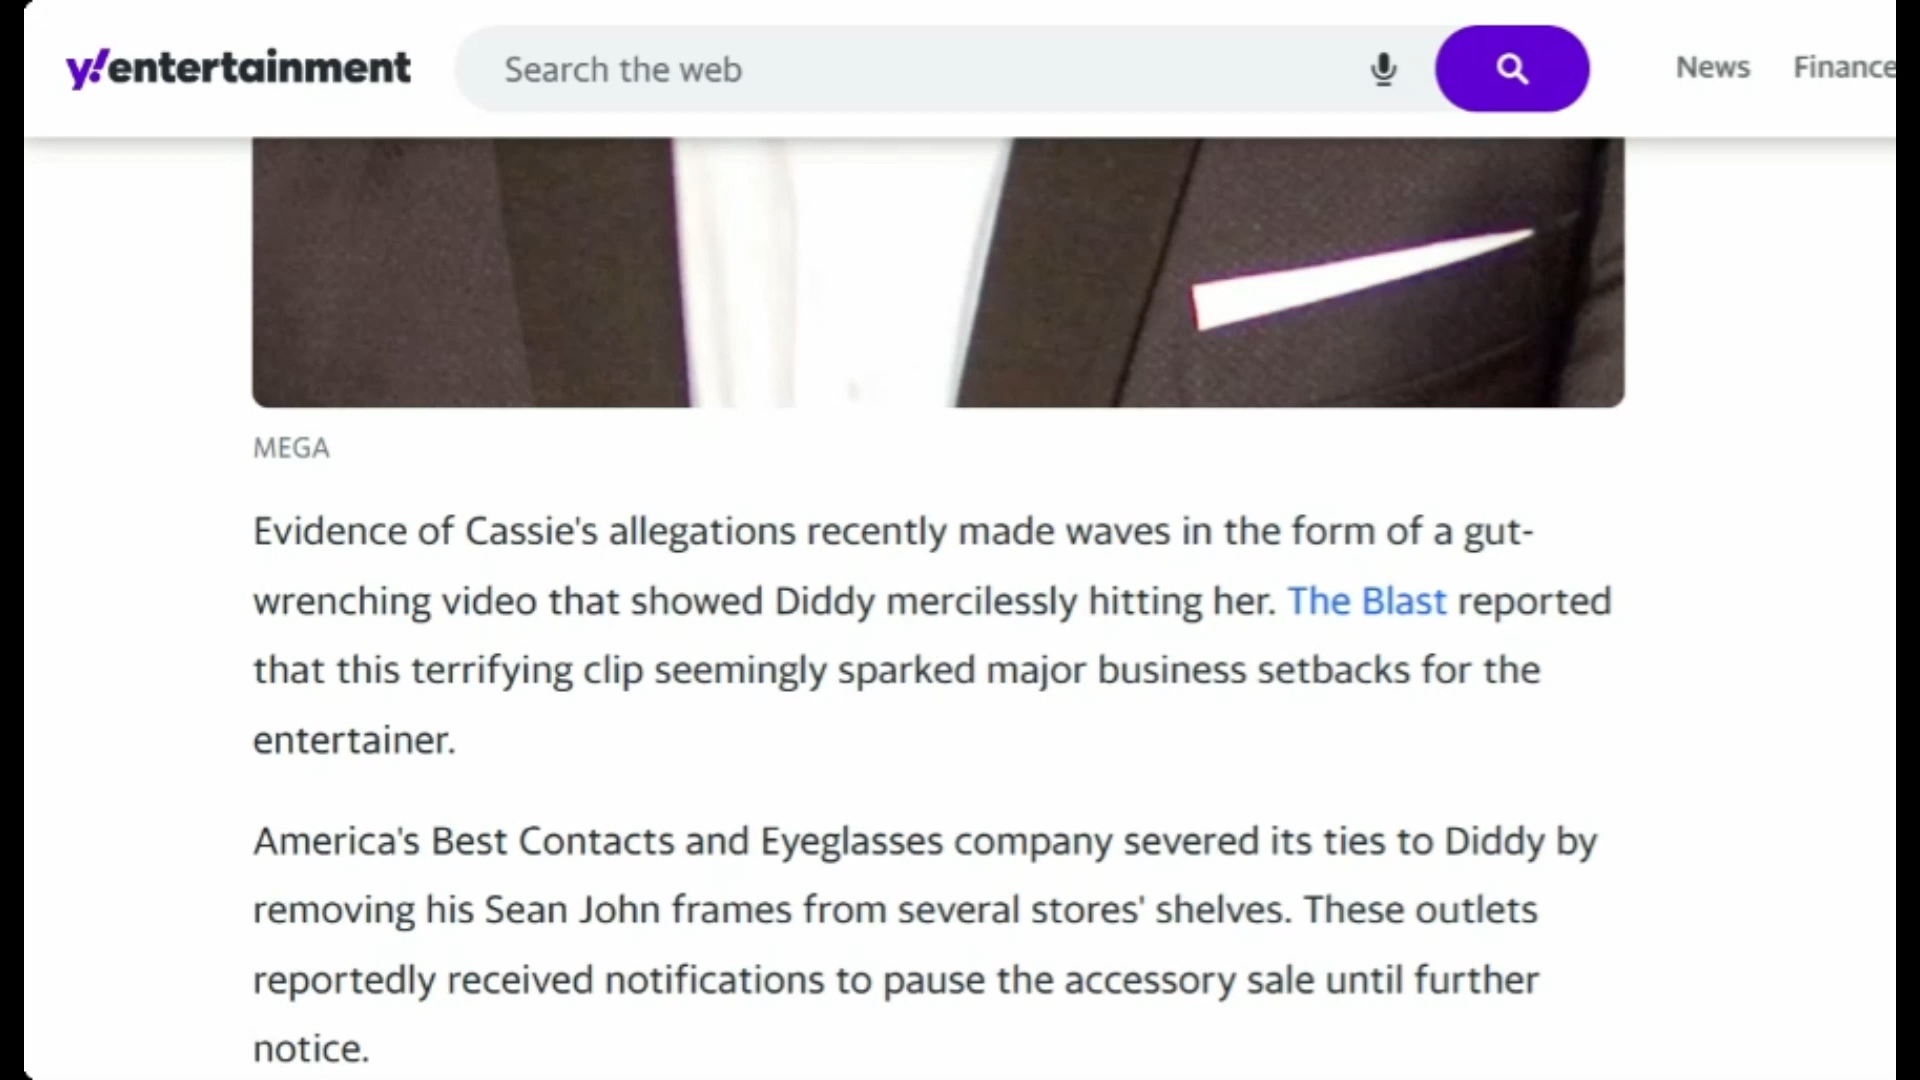 y!entertainment
Search the web
News
Finance
MEGA
Evidence of Cassie's allegations recently made waves in the form of a gut-
wrenching video that showed Diddy mercilessly hitting her. The Blast reported
that this terrifying clip seemingly sparked major business setbacks for the
entertainer.
America's Best Contacts and Eyeglasses company severed its ties to Diddy by
removing his Sean John frames from several stores' shelves. These outlets
reportedly received notifications to pause the accessory sale until further
notice.